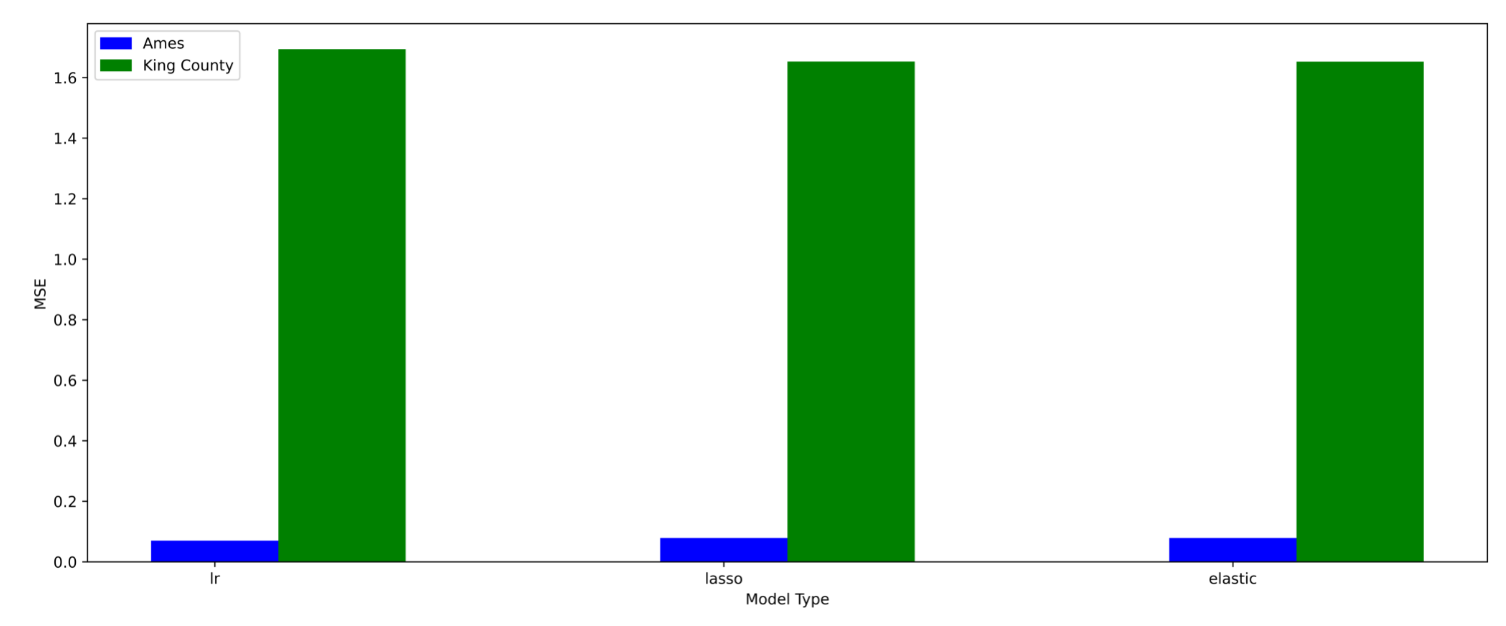 Ames
King County
1.6
1.4
1.2
1.0
0.8
0.6
0.4
0.2
0.0
MSE
lr
lasso
elastic
Model Type